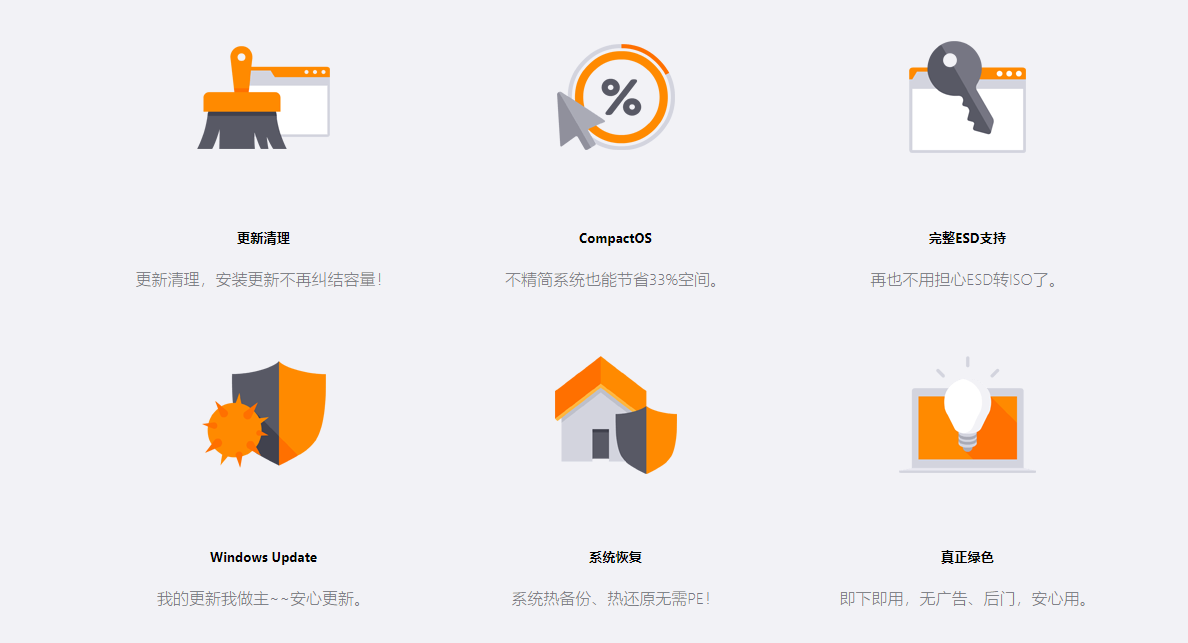 更新清理
CompactOS
完整ESD支持
更新清理，安装更新不再纠结容量！
不精简系统也能节省33%空间。
再也不用担心ESD转ISO了。
Windows Update
系统恢复
真正绿色
我的更新我做主~~安心更新。
系统热备份、热还原无需PE！
即下即用，无广告、后门，安心用。